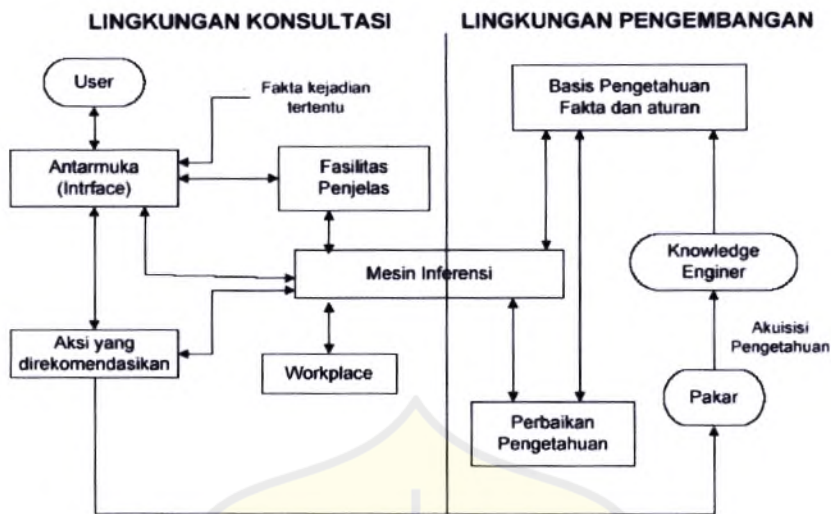 LINGKUNGAN KONSULTASI
LINGKUNGAN PENGEMBANGAN
User
Fakta kejadian
tertentu
Basis Pengetahuan
Fakta dan aturan
Antarmuka
(Intrface)
Fasilitas
Penjelas
Mesin Inferensi
Knowledge
Enginer
Aksi yang
direkomendasikan
Workplace
Akuisisi
Pengetahuan
Perbaikan
Pengetahuan
Pakar